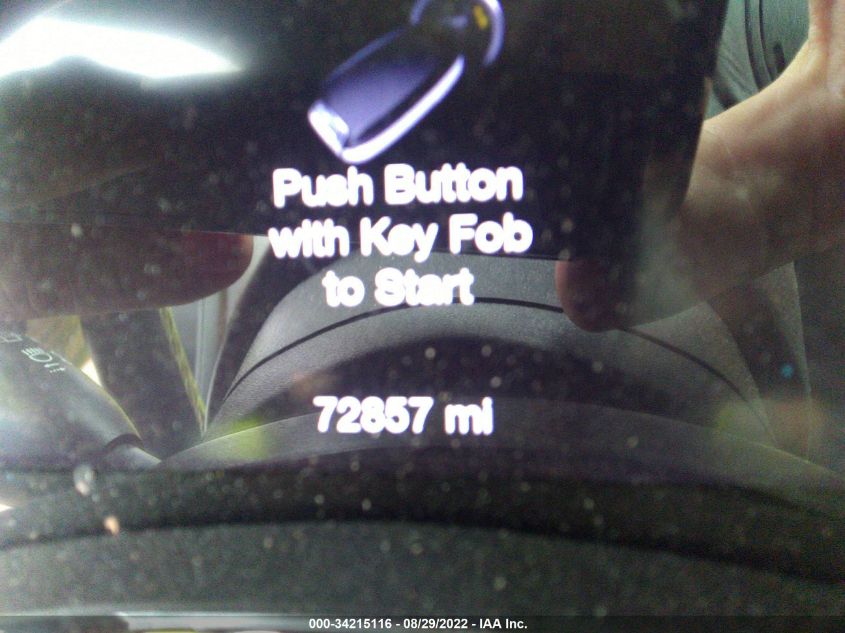 Push Button
with Key Fob
to Start
72857 mi
000-34215116 - 08/29/2022 - IAA Inc.